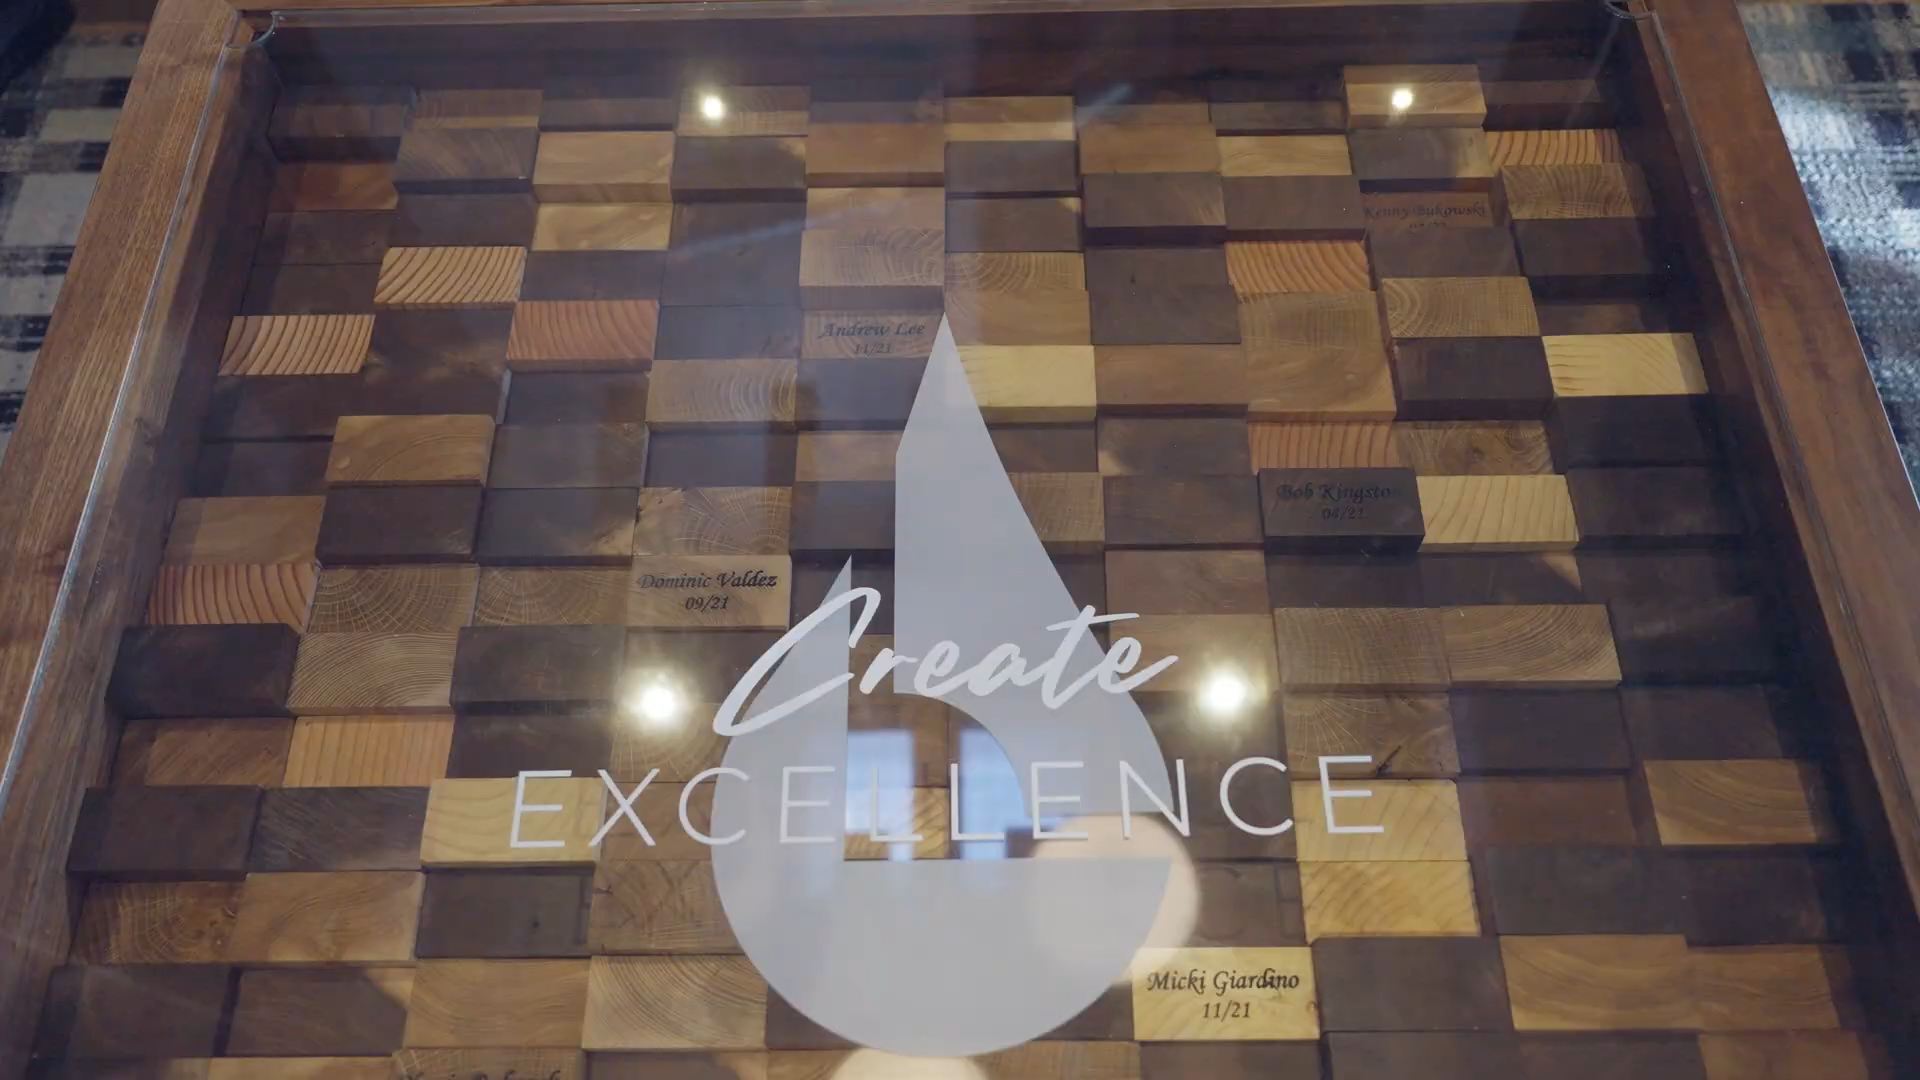 Kenny Bukowski
Andrew Lee
11/21
Bob Kingston
04/21
Dominic Valdez
09/21
Create
EXCELLENCE
Micki Giardino
11/21